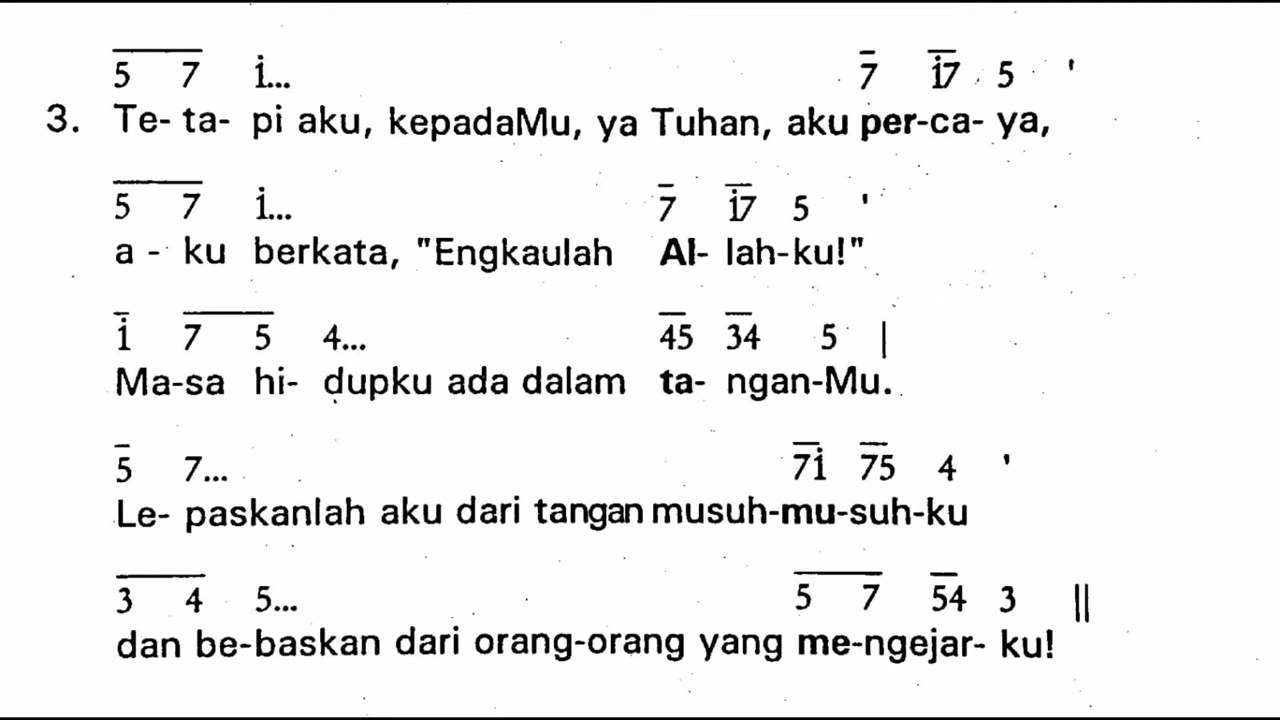 5 7 i... 7 i7 5 '
3. Te- ta- pi aku, kepadaMu, ya Tuhan, aku per-ca- ya,
5 7 i... 7 i7 5 '
a - ku berkata, "Engkaulah Al- lah-ku!"
i 7 5 4... 45 34 5 |
Ma-sa hi- dupku ada dalam ta- ngan-Mu.
5 7... 7i 75 4 '
Le- paskanlah aku dari tangan musuh-mu-suh-ku
3 4 5... 5 7 54 3 ||
dan be-baskan dari orang-orang yang me-ngejar- ku!